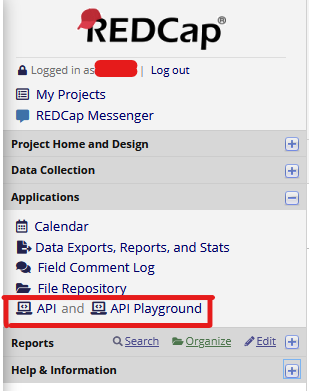 REDCap®
Logged in as | Log out
My Projects
REDCap Messenger
Project Home and Design
Data Collection
Applications
Calendar
Data Exports, Reports, and Stats
Field Comment Log
File Repository
API and API Playground
Reports Search Organize Edit
Help & Information